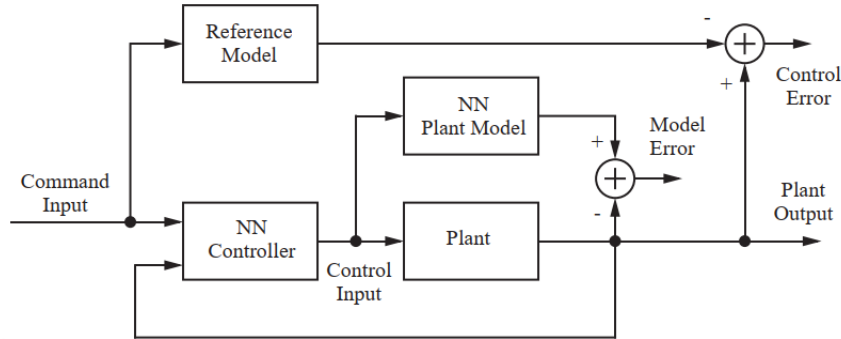 Reference
Model
-
+
Control
Error
NN
Plant Model
+
Model
Error
-
Command
Input
NN
Controller
Control
Input
Plant
Plant
Output
+
+